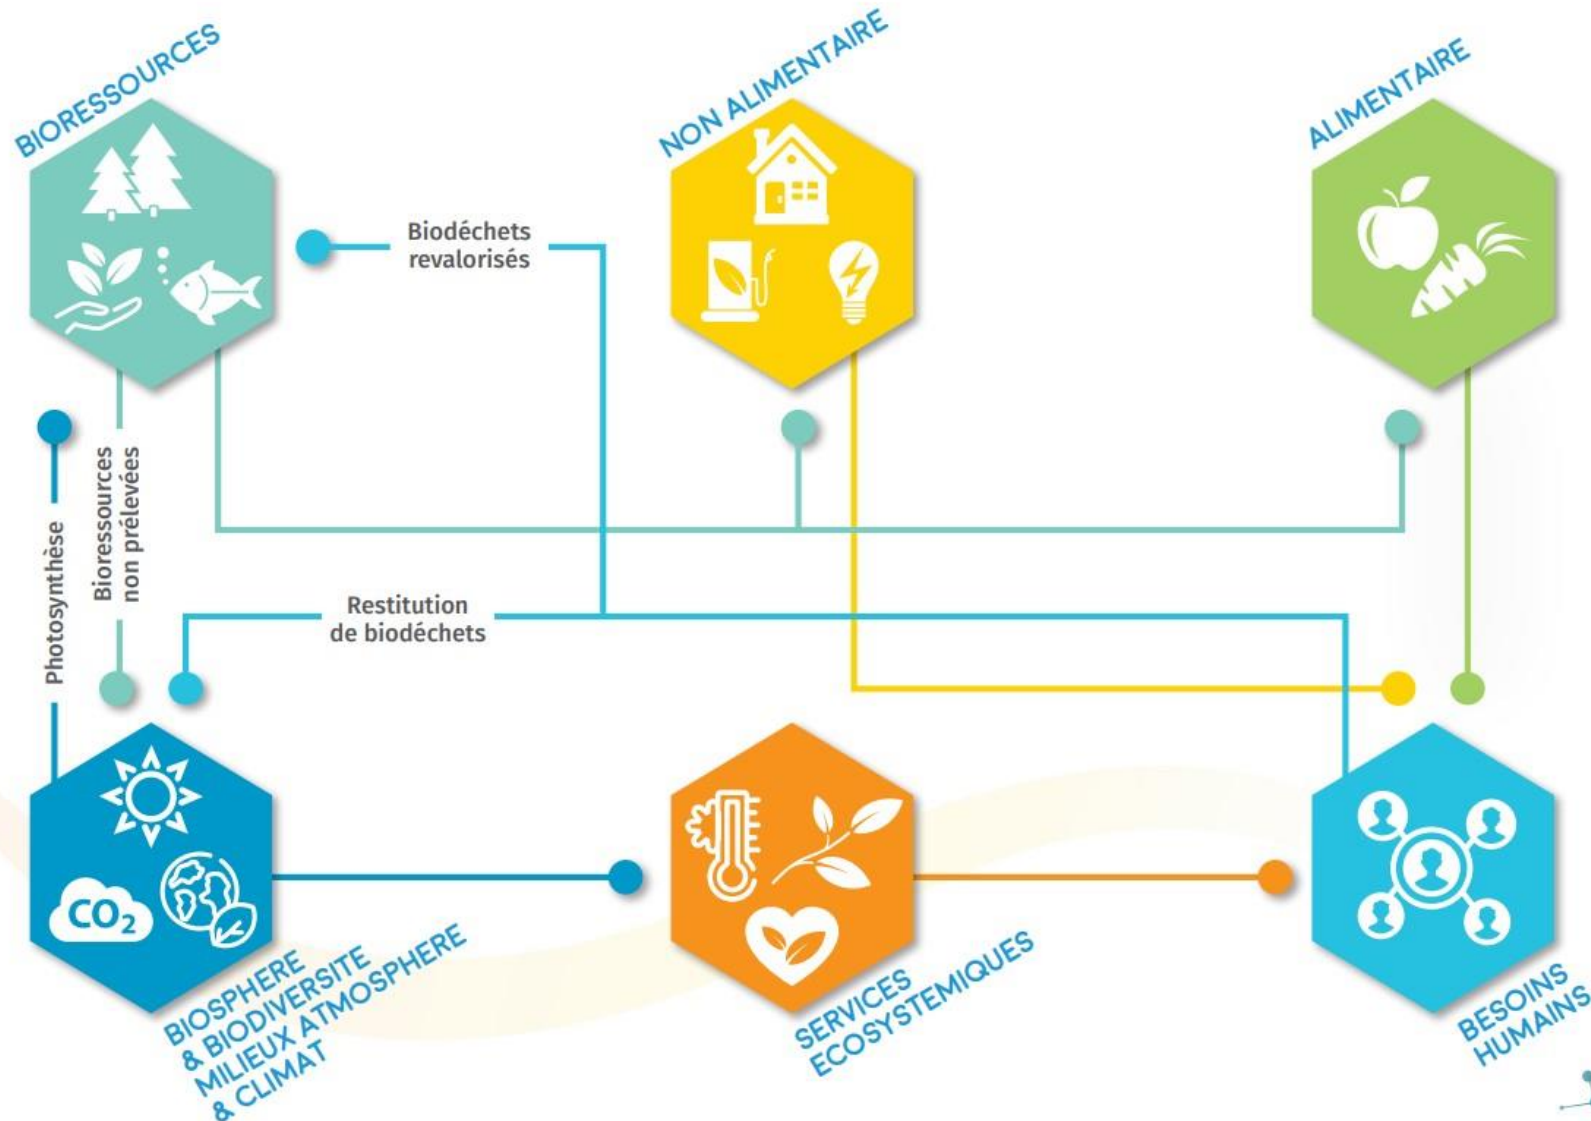 BIORESSOURCES
NON ALIMENTAIRE
ALIMENTAIRE
Biodéchets
revalorisés
Photosynthèse
Bioressources
non prélevées
Restitution
de biodéchets
CO₂
BIOSPHERE
& BIODIVERSITE
MILIEUX ATMOSPHERE
& CLIMAT
SERVICES
ECOSYSTEMIQUES
BESOINS
HUMAINS